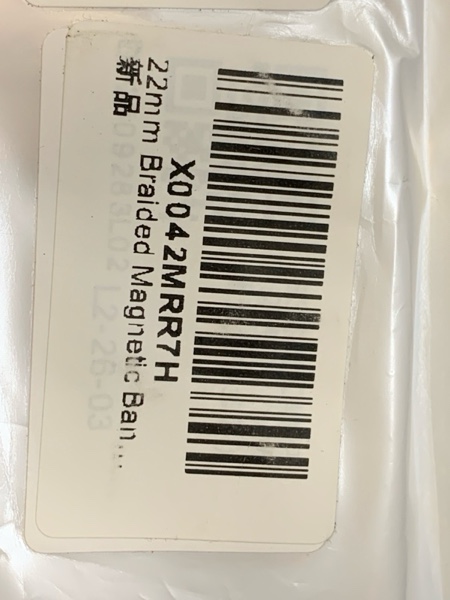 X0042MRR7H
22mm Braided Magnetic Ban...
新品